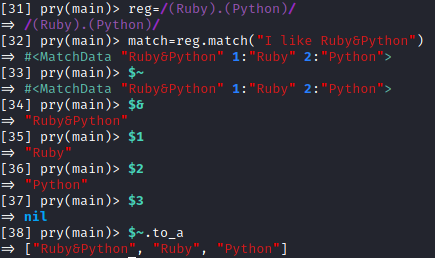 [31] pry(main)> reg=/(Ruby).(Python)/
=> /(Ruby).(Python)/
[32] pry(main)> match=reg.match("I like Ruby&Python")
=> #<MatchData "Ruby&Python" 1:"Ruby" 2:"Python">
[33] pry(main)> $~
=> #<MatchData "Ruby&Python" 1:"Ruby" 2:"Python">
[34] pry(main)> $&
=> "Ruby&Python"
[35] pry(main)> $1
=> "Ruby"
[36] pry(main)> $2
=> "Python"
[37] pry(main)> $3
=> nil
[38] pry(main)> $~.to_a
=> ["Ruby&Python", "Ruby", "Python"]